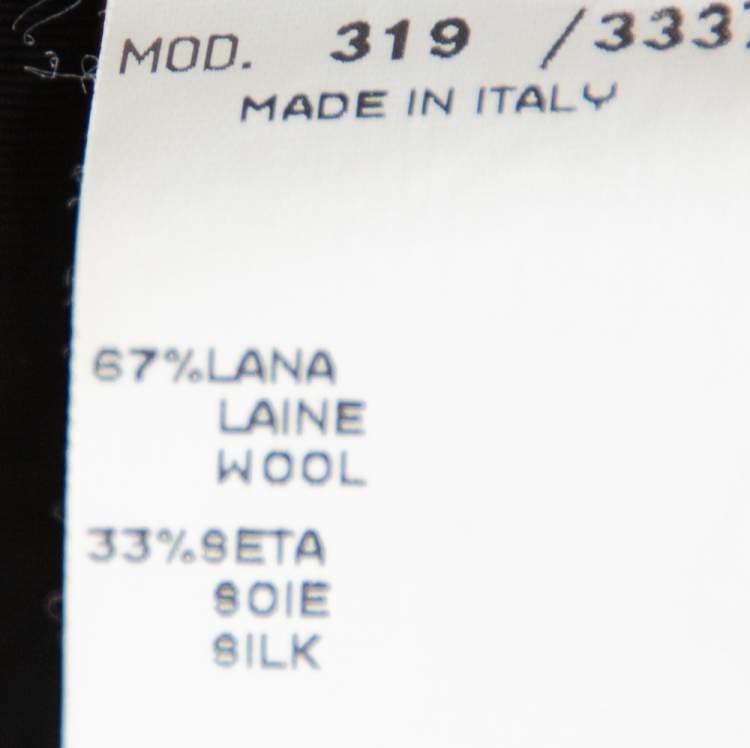 MOD. 319 /333
MADE IN ITALY
67%LANA
LAINE
WOOL
33%SETA
SOIE
SILK